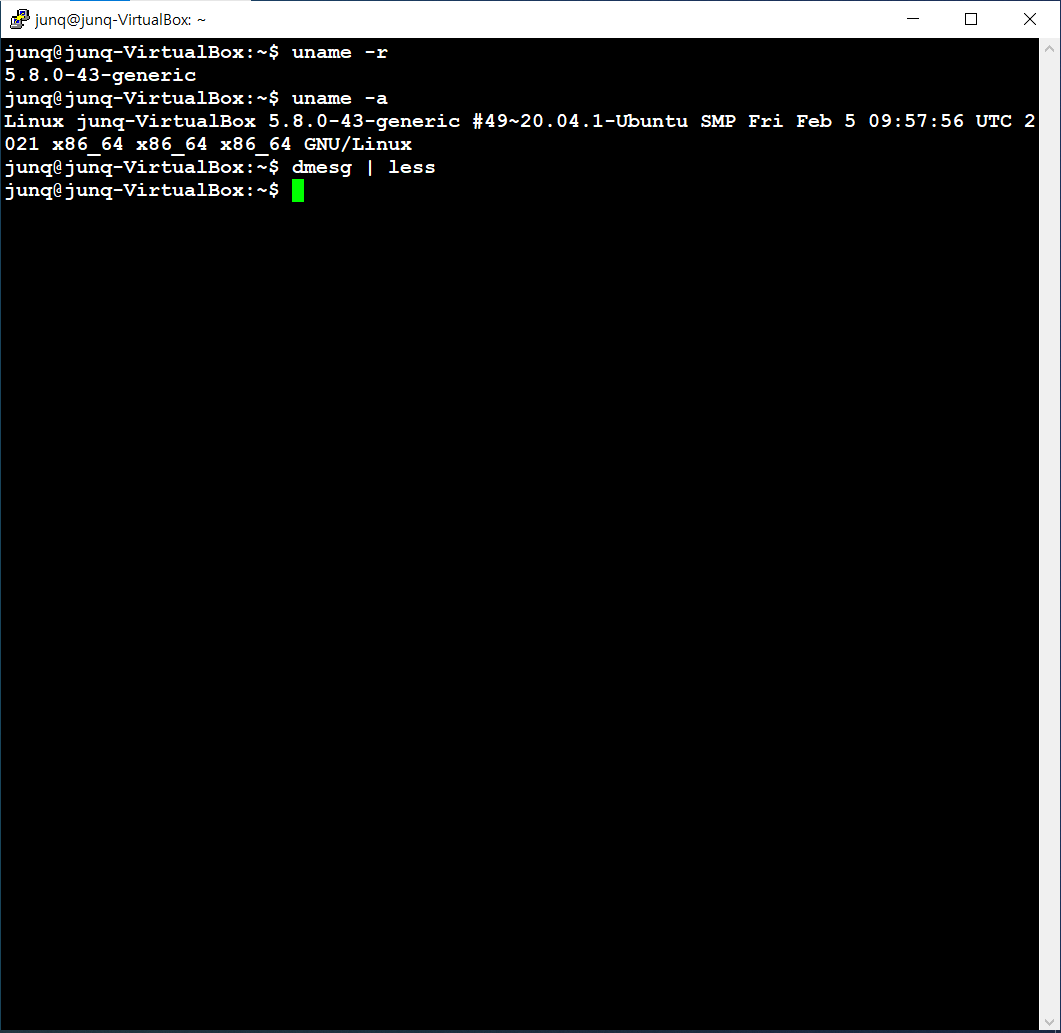 junq@junq-VirtualBox: ~
junq@junq-VirtualBox:~$ uname -r
5.8.0-43-generic
junq@junq-VirtualBox:~$ uname -a
Linux junq-VirtualBox 5.8.0-43-generic #49~20.04.1-Ubuntu SMP Fri Feb 5 09:57:56 UTC 2
021 x86_64 x86_64 x86_64 GNU/Linux
junq@junq-VirtualBox:~$ dmesg | less
junq@junq-VirtualBox:~$